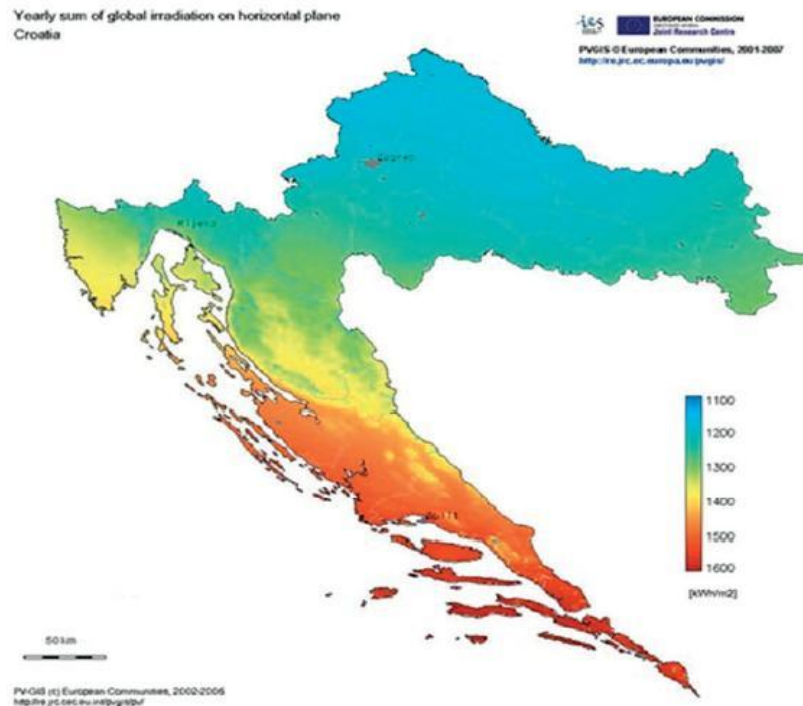 Yearly sum of global irradiation on horizontal plane
Croatia
EUROPEAN COMMISSION
Joint Research Centre
PVGIS © European Communities, 2001-2007
http://re.jrc.ec.europa.eu/pvgis/
Zagreb
Rijeka
Split
1100
1200
1300
1400
1500
1600
[kWh/m2]
50 km
PV-GIS (c) European Communities, 2002-2006